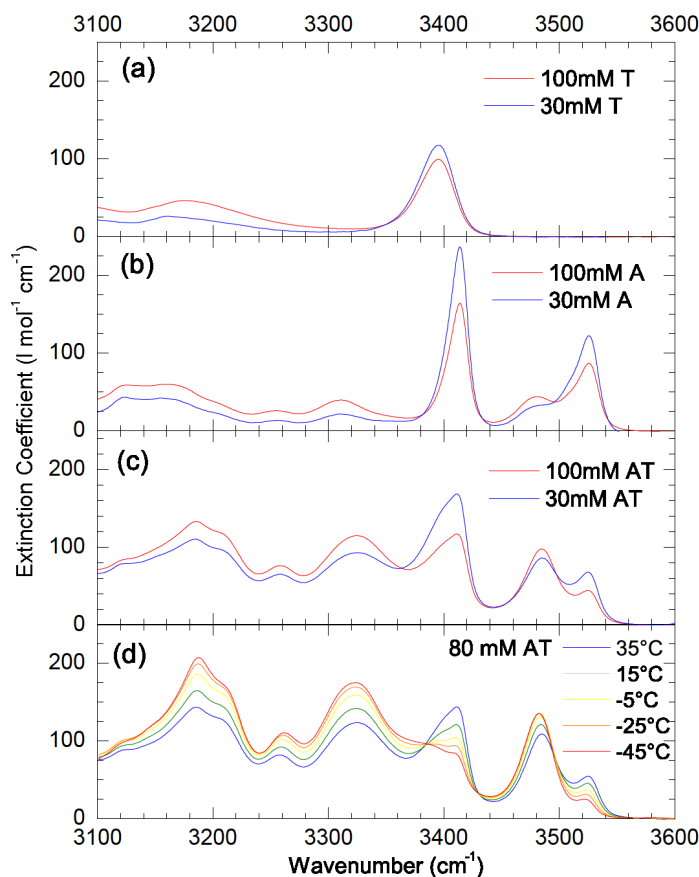 3100 3200 3300 3400 3500 3600
(a)
200
100mM T
30mM T
100
0
(b)
200
100mM A
30mM A
100
0
(c)
200
100mM AT
30mM AT
100
0
(d)
80 mM AT
35°C
200
15°C
-5°C
-25°C
100
-45°C
0
3100 3200 3300 3400 3500 3600
Wavenumber (cm⁻¹)
Extinction Coefficient (l mol⁻¹ cm⁻¹)